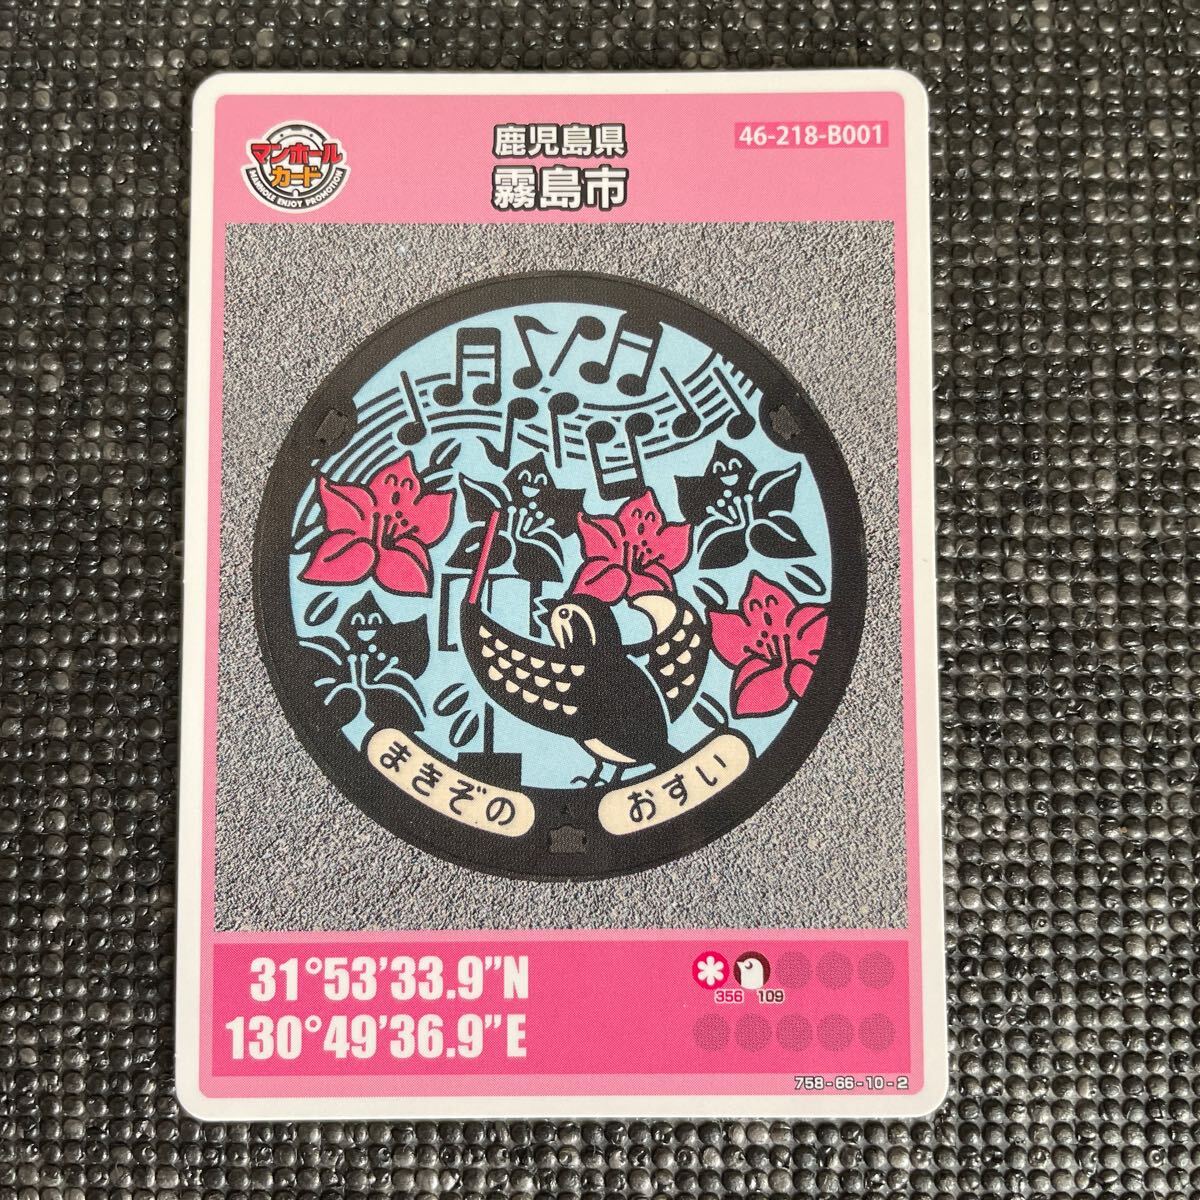 マンホール
カード
MANHOLE ENJOY PROMOTION
鹿児島県
霧島市
46-218-B001
まきぞの
おすい
31°53'33.9"N
130°49'36.9"E
356 109
758-66-10-2